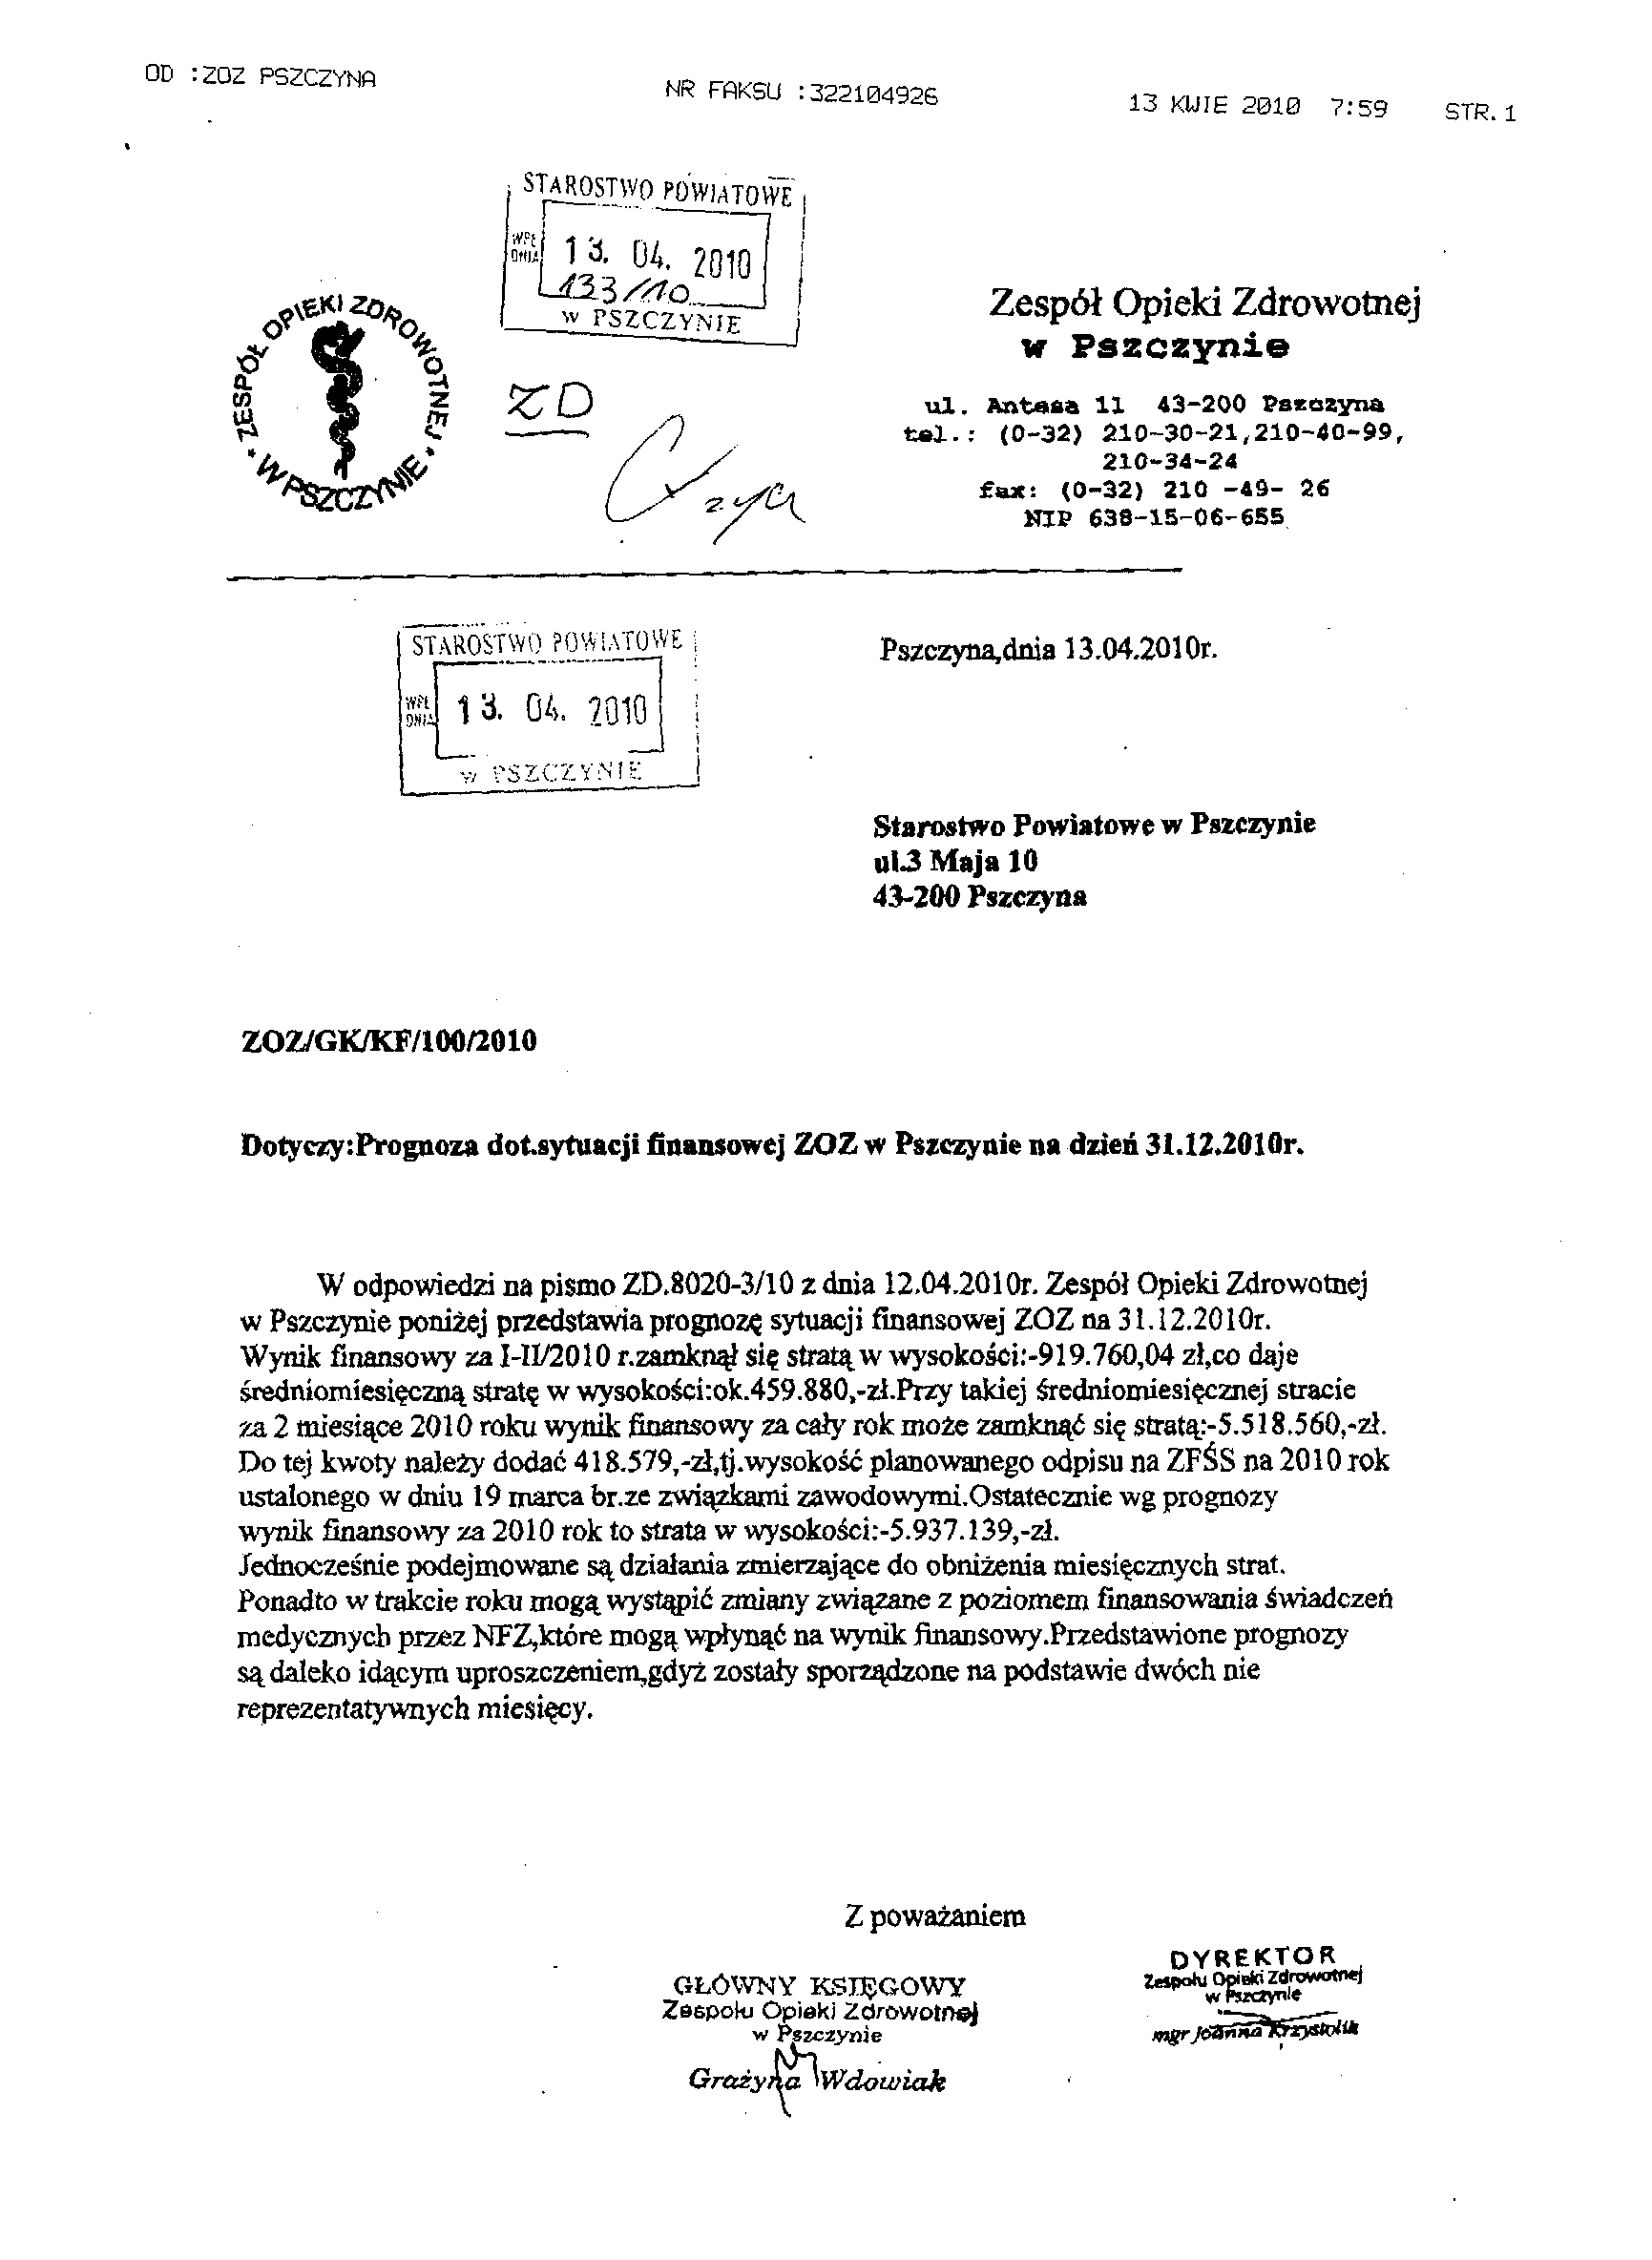 OD :ZOZ PSZCZYNA
NR FAKSU :322104926
13 KWIE 2010 7:59 STR. 1
STAROSTWO POWIATOWE
WPŁ
DNIA
13. 04. 2010
133/10
w PSZCZYNIE
ZESPÓŁ OPIEKI ZDROWOTNEJ
W PSZCZYNIE
ZD
Zespół Opieki Zdrowotnej
w Pszczynie
ul. Antesa 11 43-200 Pszczyna
tel.: (0-32) 210-30-21,210-40-99,
210-34-24
fax: (0-32) 210 -49- 26
NIP 638-15-06-655
STAROSTWO POWIATOWE
WPŁ
DNIA
13. 04. 2010
w PSZCZYNIE
Pszczyna,dnia 13.04.2010r.
Starostwo Powiatowe w Pszczynie
ul.3 Maja 10
43-200 Pszczyna
ZOZ/GK/KF/100/2010
Dotyczy:Prognoza dot.sytuacji finansowej ZOZ w Pszczynie na dzień 31.12.2010r.
W odpowiedzi na pismo ZD.8020-3/10 z dnia 12.04.2010r. Zespół Opieki Zdrowotnej
w Pszczynie poniżej przedstawia prognozę sytuacji finansowej ZOZ na 31.12.2010r.
Wynik finansowy za I-II/2010 r.zamknął się stratą w wysokości:-919.760,04 zł,co daje
średniomiesięczną stratę w wysokości:ok.459.880,-zł.Przy takiej średniomiesięcznej stracie
za 2 miesiące 2010 roku wynik finansowy za cały rok może zamknąć się stratą:-5.518.560,-zł.
Do tej kwoty należy dodać 418.579,-zł,tj.wysokość planowanego odpisu na ZFŚS na 2010 rok
ustalonego w dniu 19 marca br.ze związkami zawodowymi.Ostatecznie wg prognozy
wynik finansowy za 2010 rok to strata w wysokości:-5.937.139,-zł.
Jednocześnie podejmowane są działania zmierzające do obniżenia miesięcznych strat.
Ponadto w trakcie roku mogą wystąpić zmiany związane z poziomem finansowania świadczeń
medycznych przez NFZ,które mogą wpłynąć na wynik finansowy.Przedstawione prognozy
są daleko idącym uproszczeniem,gdyż zostały sporządzone na podstawie dwóch nie
reprezentatywnych miesięcy.
Z poważaniem
GŁÓWNY KSIĘGOWY
Zespołu Opieki Zdrowotnej
w Pszczynie
Grażyna Wdowiak
DYREKTOR
Zespołu Opieki Zdrowotnej
w Pszczynie
mgr Joanna Krzystolik